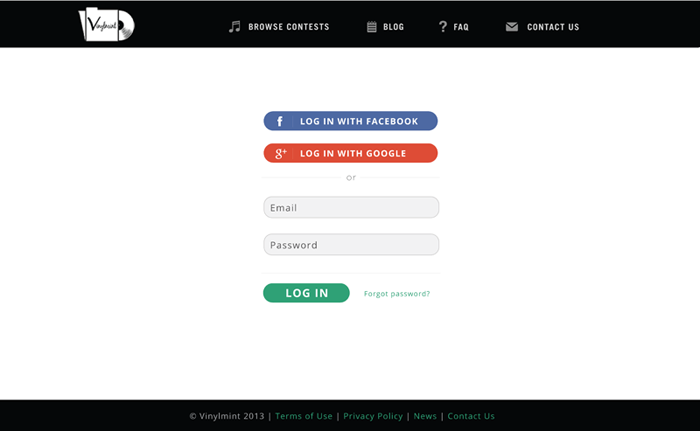 Vinylmint
BROWSE CONTESTS
BLOG
FAQ
CONTACT US
f LOG IN WITH FACEBOOK
g+ LOG IN WITH GOOGLE
or
Email
Password
LOG IN Forgot password?
© Vinylmint 2013 | Terms of Use | Privacy Policy | News | Contact Us